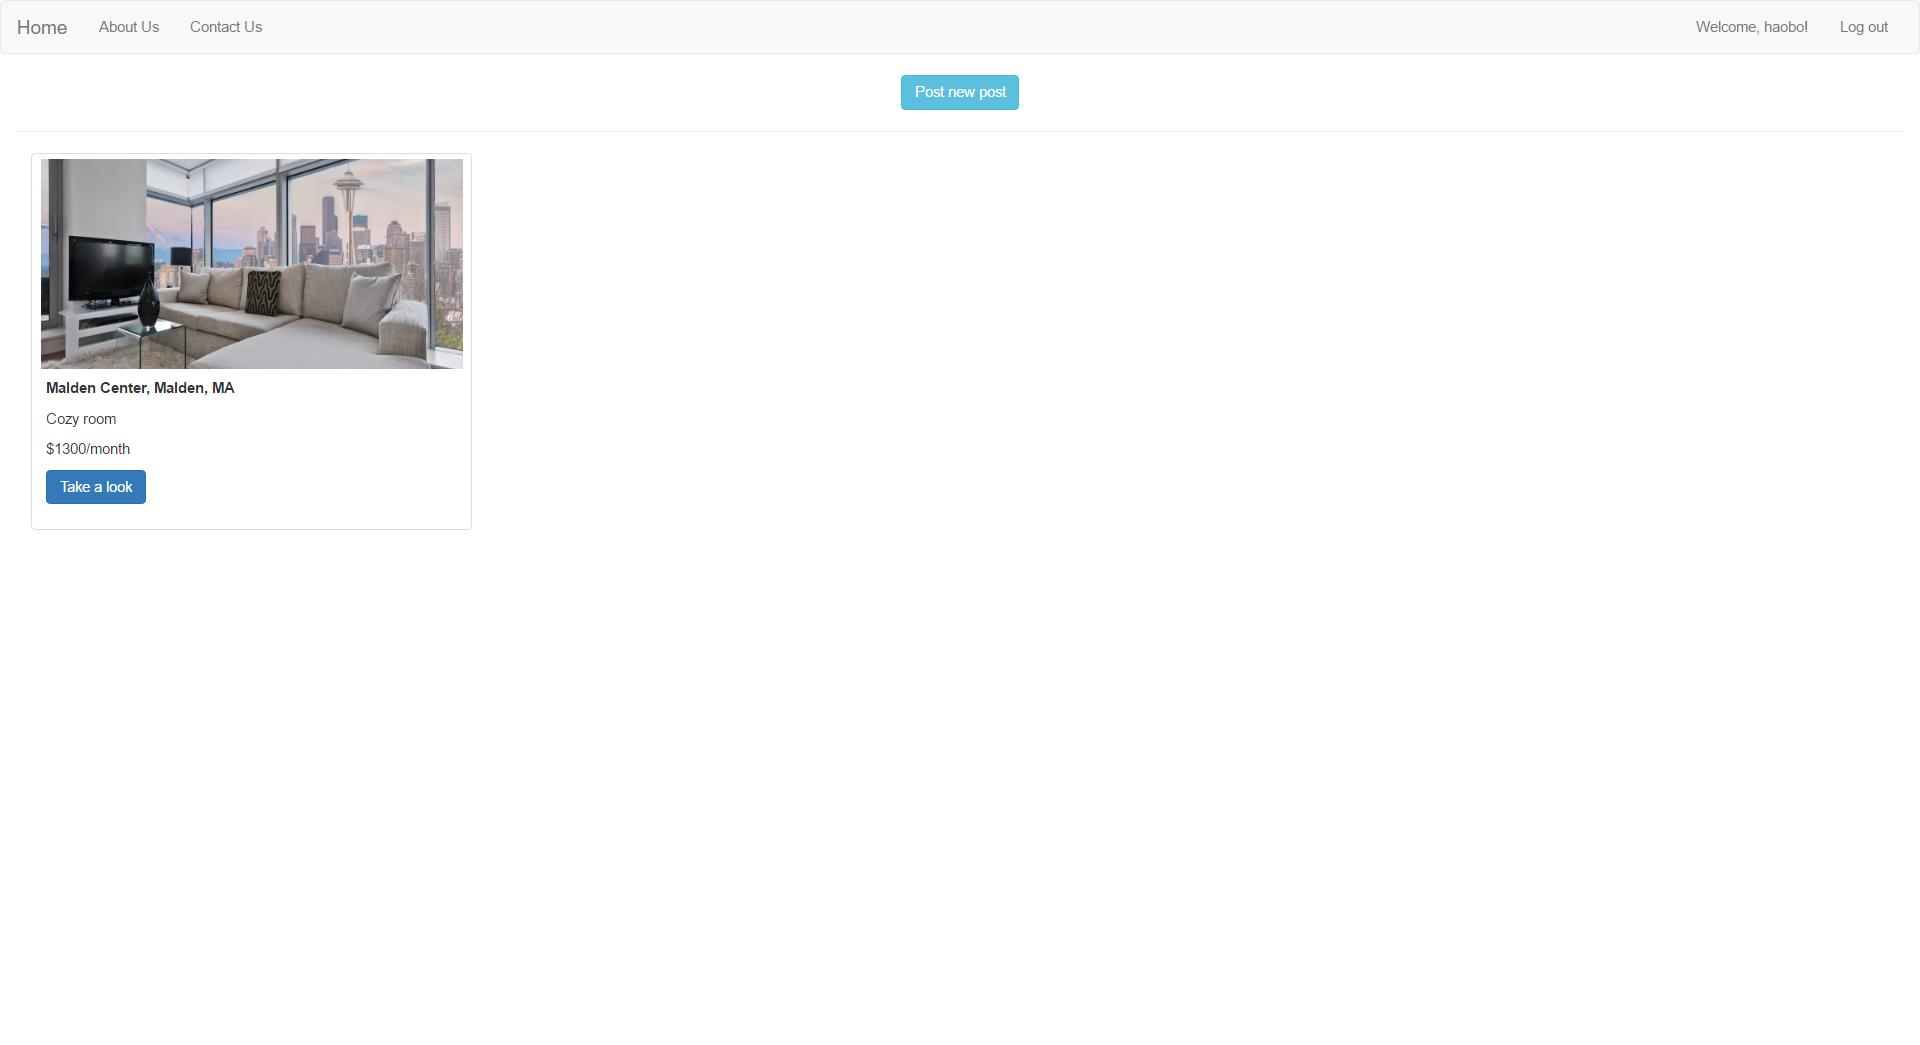 Home About Us Contact Us Welcome, haobo! Log out
Post new post
Malden Center, Malden, MA
Cozy room
$1300/month
Take a look